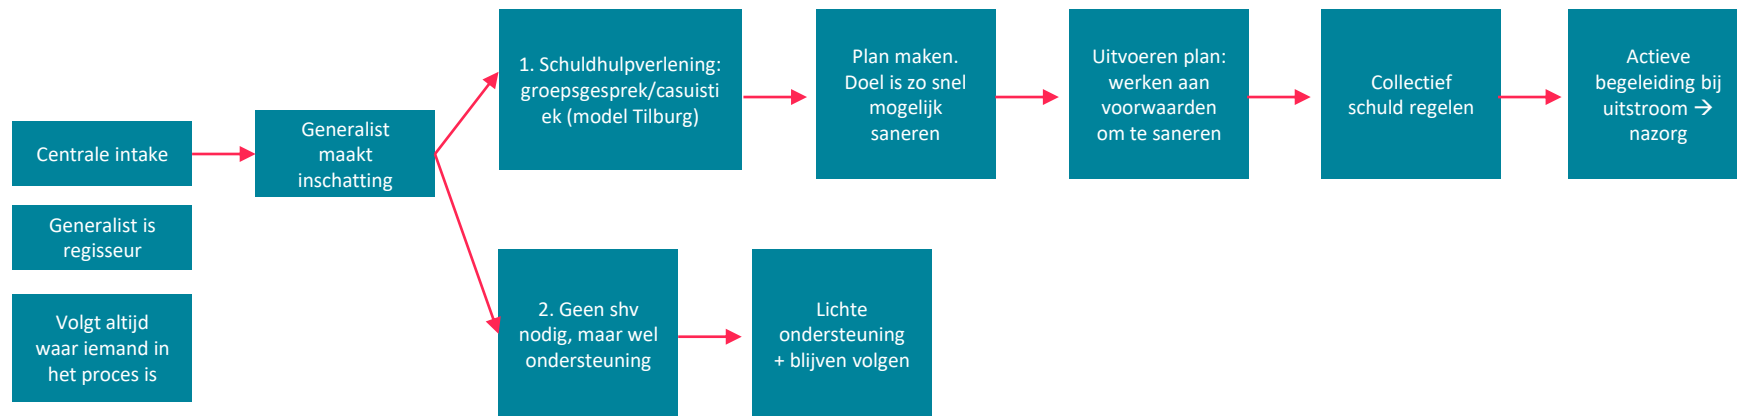 Centrale intake
Generalist is
regisseur
Volgt altijd
waar iemand in
het proces is
Generalist
maakt
inschatting
1. Schuldhulpverlening:
groepsgesprek/casuisti
ek (model Tilburg)
Plan maken.
Doel is zo snel
mogelijk
saneren
Uitvoeren plan:
werken aan
voorwaarden
om te saneren
Collectief
schuld regelen
Actieve
begeleiding bij
uitstroom →
nazorg
2. Geen shv
nodig, maar wel
ondersteuning
Lichte
ondersteuning
+ blijven volgen